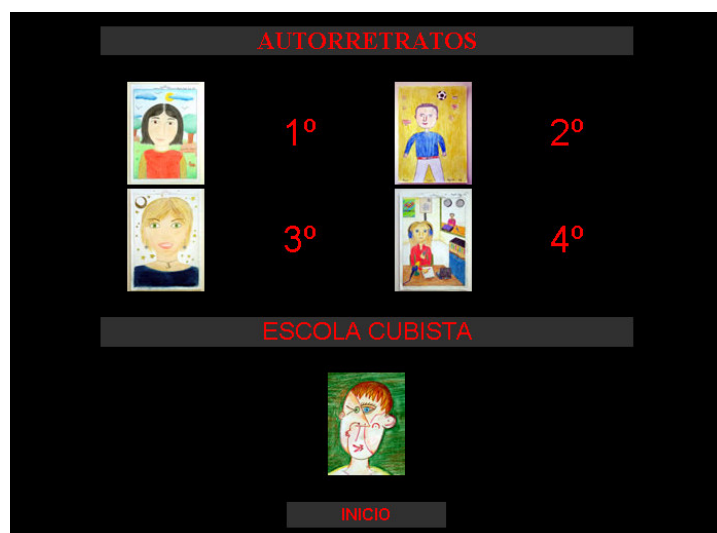 AUTORRETRATOS
1º
2º
3º
4º
ESCOLA CUBISTA
INICIO